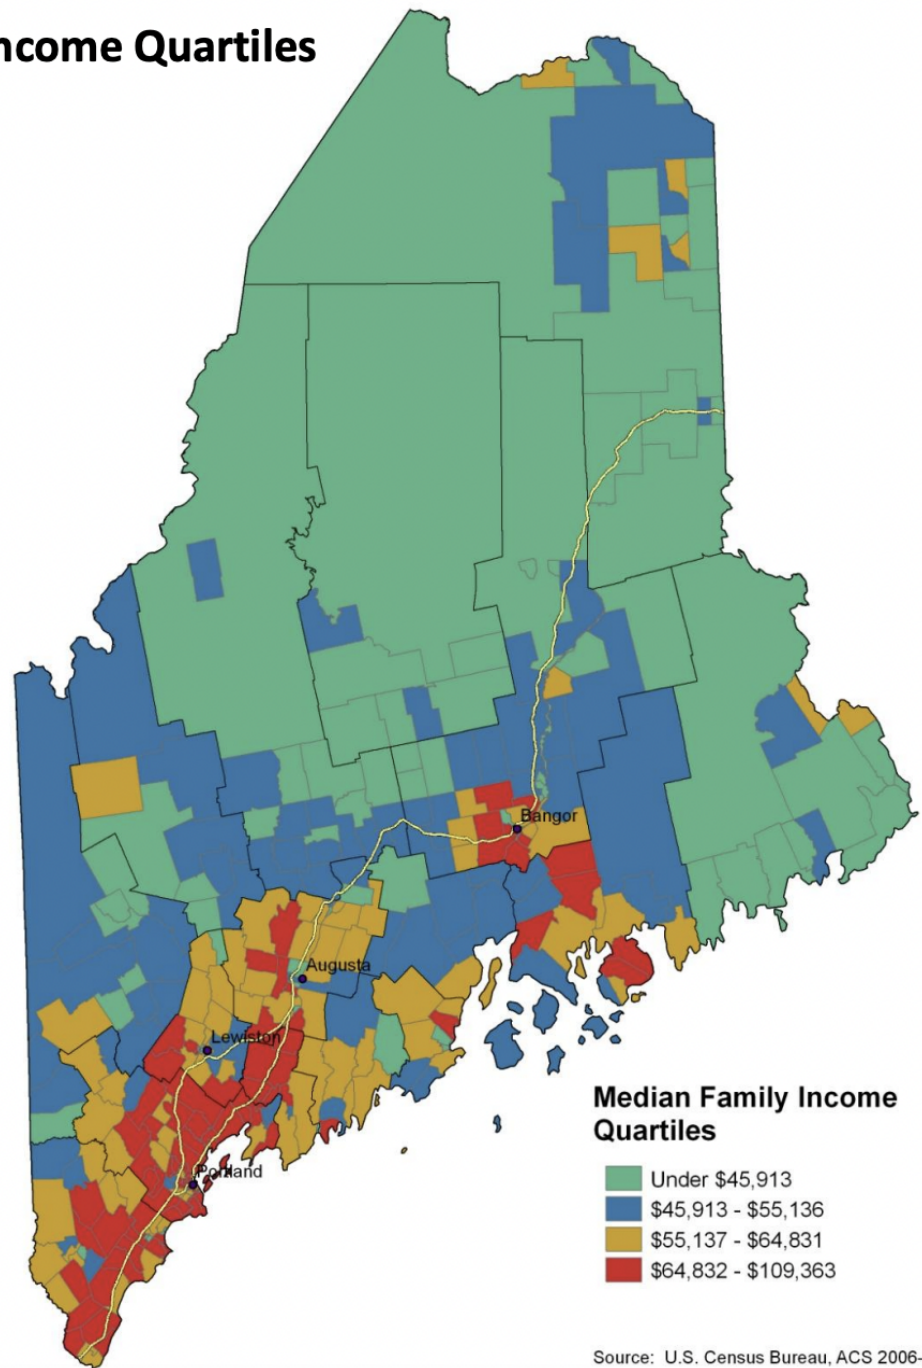 ncome Quartiles
Bangor
Augusta
Lewiston
Portland
Median Family Income
Quartiles
Under $45,913
$45,913 - $55,136
$55,137 - $64,831
$64,832 - $109,363
Source: U.S. Census Bureau, ACS 2006-